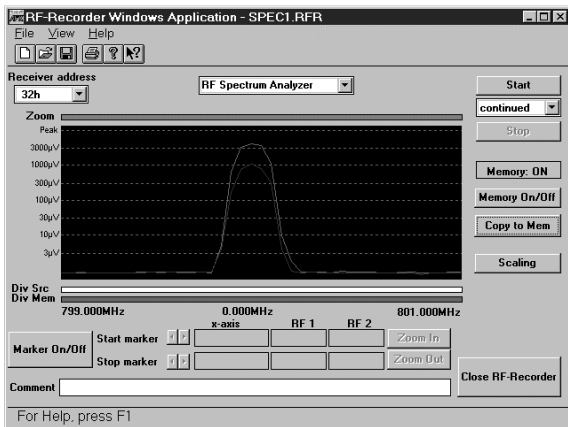 RF-Recorder Windows Application - SPEC1.RFR
File View Help
Receiver address
32h
RF Spectrum Analyzer
Start
continued
Stop
Zoom
Peak
3000µV
1000µV
300µV
100µV
30µV
10µV
3µV
Memory: ON
Memory On/Off
Copy to Mem
Scaling
Div Src
Div Mem
799.000MHz 0.000MHz 801.000MHz
x-axis RF 1 RF 2
Marker On/Off
Start marker
Zoom In
Stop marker
Zoom Out
Close RF-Recorder
Comment
For Help, press F1